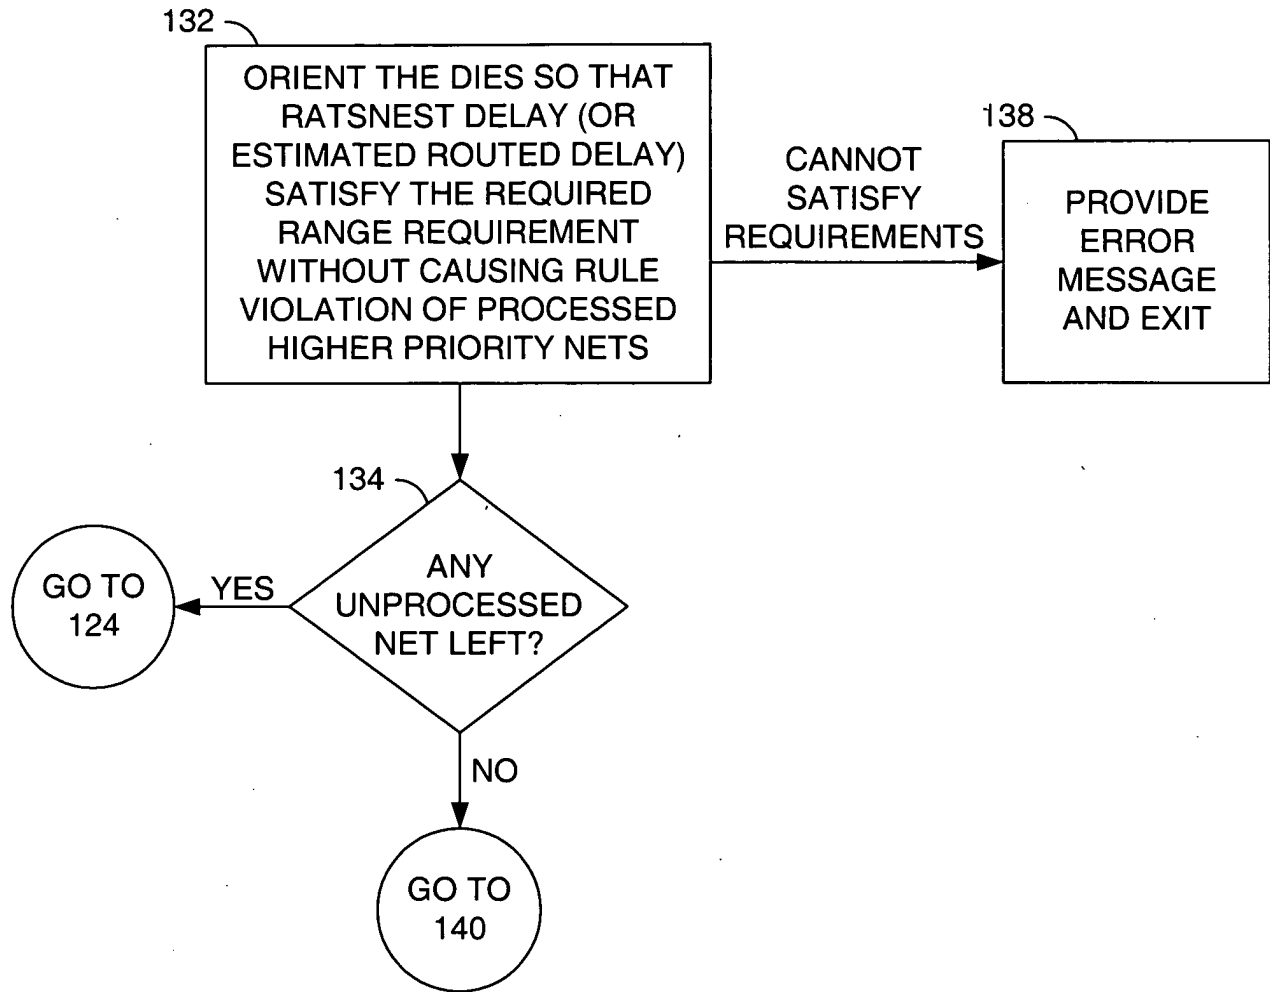 132
ORIENT THE DIES SO THAT
RATSNEST DELAY (OR
ESTIMATED ROUTED DELAY)
SATISFY THE REQUIRED
RANGE REQUIREMENT
WITHOUT CAUSING RULE
VIOLATION OF PROCESSED
HIGHER PRIORITY NETS
CANNOT
SATISFY
REQUIREMENTS
138
PROVIDE
ERROR
MESSAGE
AND EXIT
134
ANY
UNPROCESSED
NET LEFT?
YES
GO TO
124
NO
GO TO
140